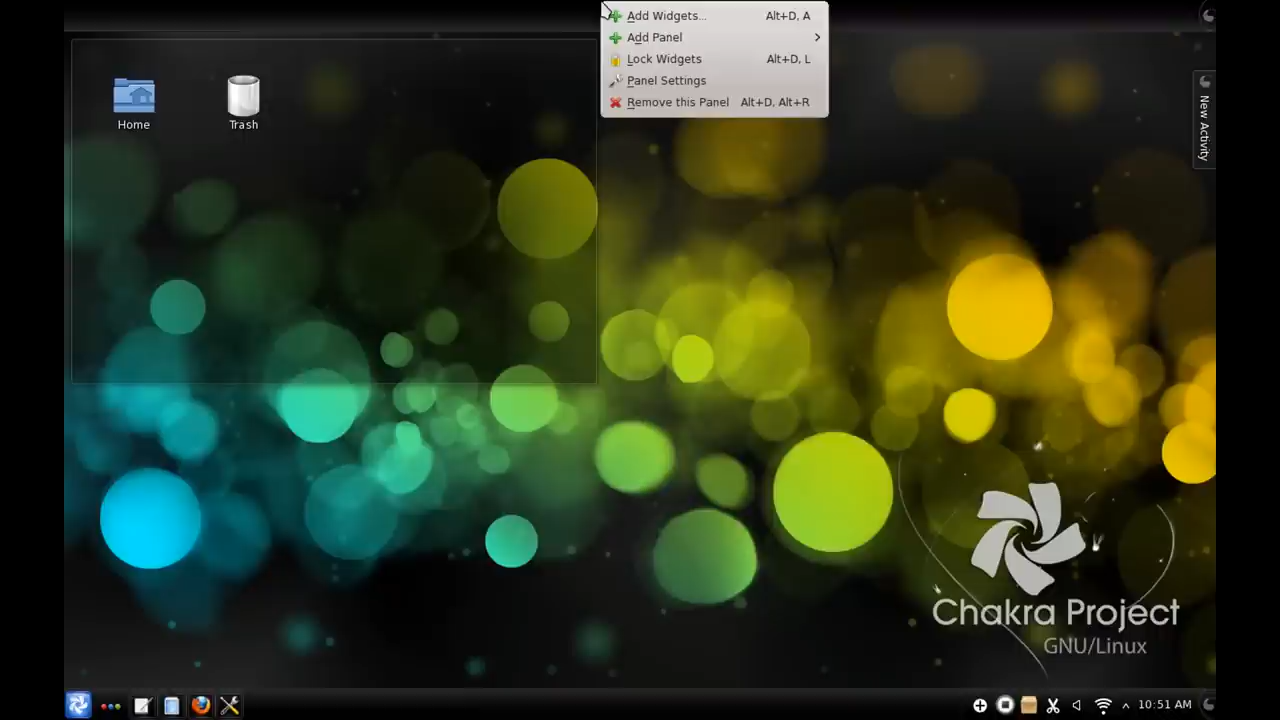 Add Widgets... Alt+D, A
Add Panel
Lock Widgets Alt+D, L
Panel Settings
Remove this Panel Alt+D, Alt+R
Home
Trash
New Activity
Chakra Project
GNU/Linux
10:51 AM